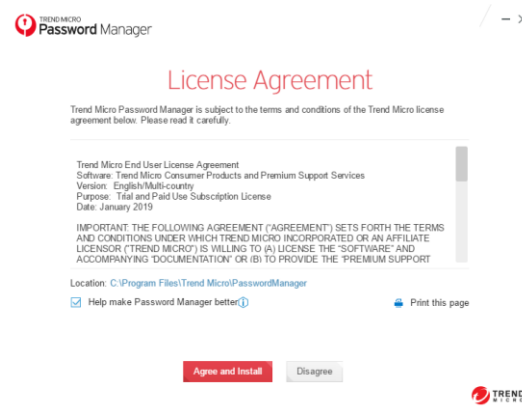 TREND MICRO
Password Manager
License Agreement
Trend Micro Password Manager is subject to the terms and conditions of the Trend Micro license
agreement below. Please read it carefully.
Trend Micro End User License Agreement
Software: Trend Micro Consumer Products and Premium Support Services
Version: English/Multi-country
Purpose: Trial and Paid Use Subscription License
Date: January 2019
IMPORTANT: THE FOLLOWING AGREEMENT ("AGREEMENT") SETS FORTH THE TERMS
AND CONDITIONS UNDER WHICH TREND MICRO INCORPORATED OR AN AFFILIATE
LICENSOR ("TREND MICRO") IS WILLING TO (A) LICENSE THE "SOFTWARE" AND
ACCOMPANYING "DOCUMENTATION" OR (B) TO PROVIDE THE "PREMIUM SUPPORT
Location: C:\Program Files\Trend Micro\PasswordManager
Help make Password Manager better
Print this page
Agree and Install
Disagree
TREND
MICRO